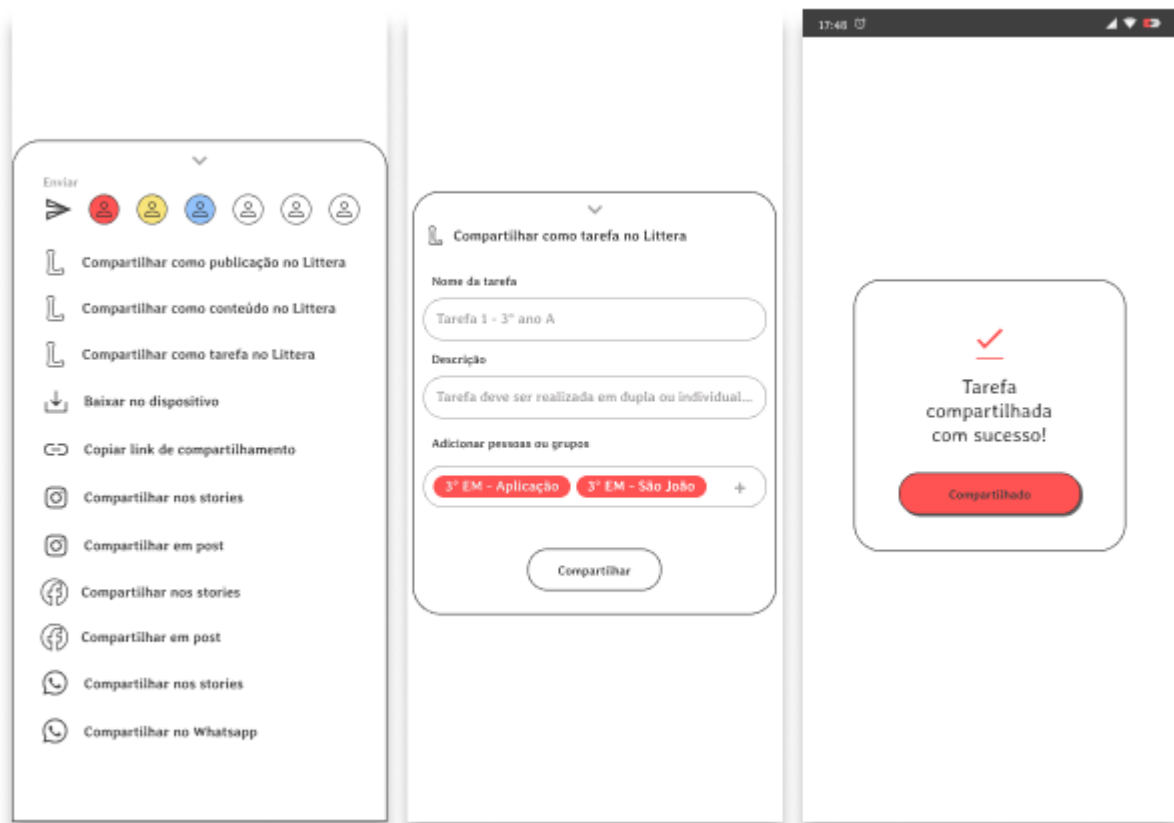 Enviar
Compartilhar como publicação no Littera
Compartilhar como conteúdo no Littera
Compartilhar como tarefa no Littera
Baixar no dispositivo
Copiar link de compartilhamento
Compartilhar nos stories
Compartilhar em post
Compartilhar nos stories
Compartilhar em post
Compartilhar nos stories
Compartilhar no Whatsapp
Compartilhar como tarefa no Littera
Nome da tarefa
Tarefa 1 - 3° ano A
Descrição
Tarefa deve ser realizada em dupla ou individual...
Adicionar pessoas ou grupos
3° EM - Aplicação 3° EM - São João +
Compartilhar
17:48
Tarefa
compartilhada
com sucesso!
Compartilhado